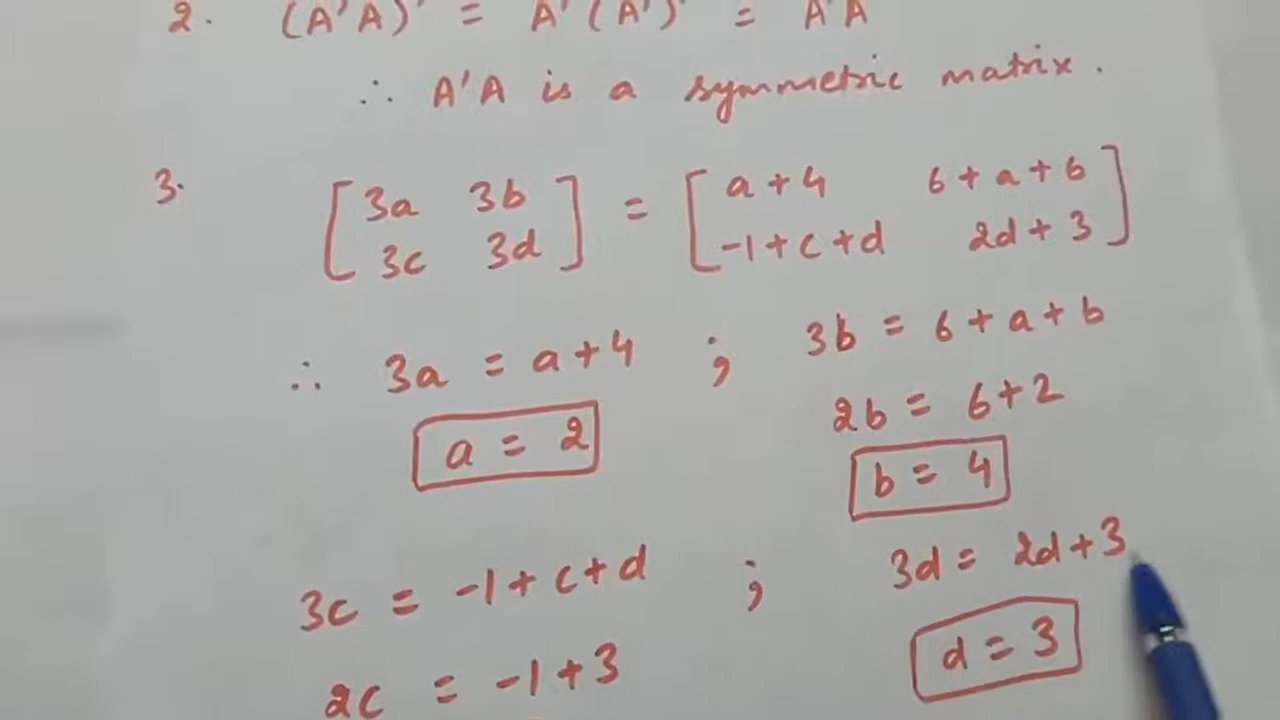 2. (A'A)' = A'(A')' = A'A
∴ A'A is a symmetric matrix.
3. [3a 3b = [a+4 6+a+b
3c 3d] -1+c+d 2d+3]
∴ 3a = a+4 ; 3b = 6+a+b
2b = 6+2
a = 2
b = 4
3c = -1+c+d ; 3d = 2d+3
d = 3
2c = -1+3